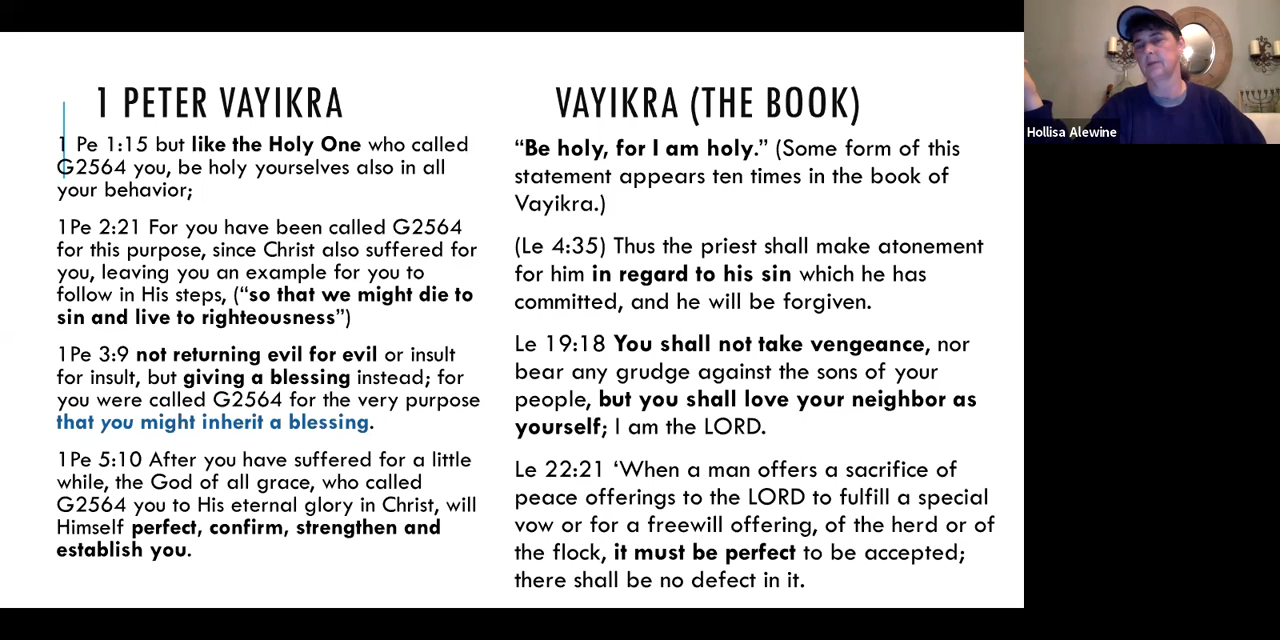 1 PETER VAYIKRA
1 Pe 1:15 but like the Holy One who called
G2564 you, be holy yourselves also in all
your behavior;
1Pe 2:21 For you have been called G2564
for this purpose, since Christ also suffered for
you, leaving you an example for you to
follow in His steps, (“so that we might die to
sin and live to righteousness”)
1Pe 3:9 not returning evil for evil or insult
for insult, but giving a blessing instead; for
you were called G2564 for the very purpose
that you might inherit a blessing.
1Pe 5:10 After you have suffered for a little
while, the God of all grace, who called
G2564 you to His eternal glory in Christ, will
Himself perfect, confirm, strengthen and
establish you.
VAYIKRA (THE BOOK)
“Be holy, for I am holy.” (Some form of this
statement appears ten times in the book of
Vayikra.)
(Le 4:35) Thus the priest shall make atonement
for him in regard to his sin which he has
committed, and he will be forgiven.
Le 19:18 You shall not take vengeance, nor
bear any grudge against the sons of your
people, but you shall love your neighbor as
yourself; I am the LORD.
Le 22:21 ‘When a man offers a sacrifice of
peace offerings to the LORD to fulfill a special
vow or for a freewill offering, of the herd or of
the flock, it must be perfect to be accepted;
there shall be no defect in it.
Hollisa Alewine